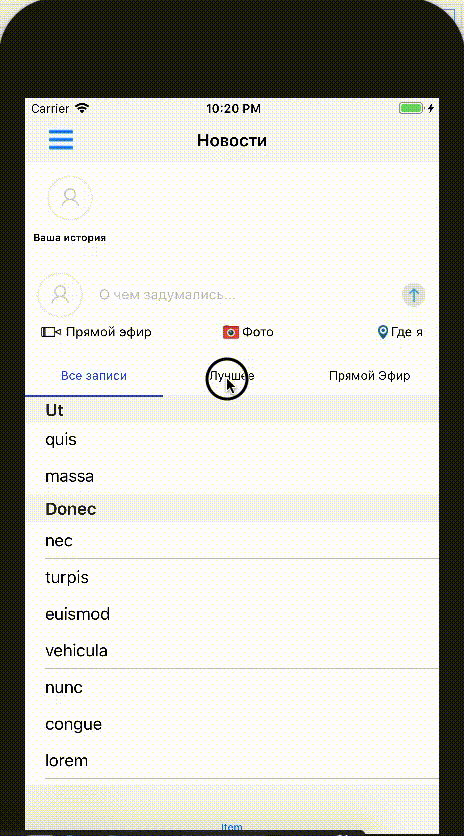 Carrier 10:20 PM
Новости
Ваша история
О чем задумались...
Прямой эфир Фото Где я
Все записи Лучшее Прямой Эфир
Ut
quis
massa
Donec
nec
turpis
euismod
vehicula
nunc
congue
lorem
Item